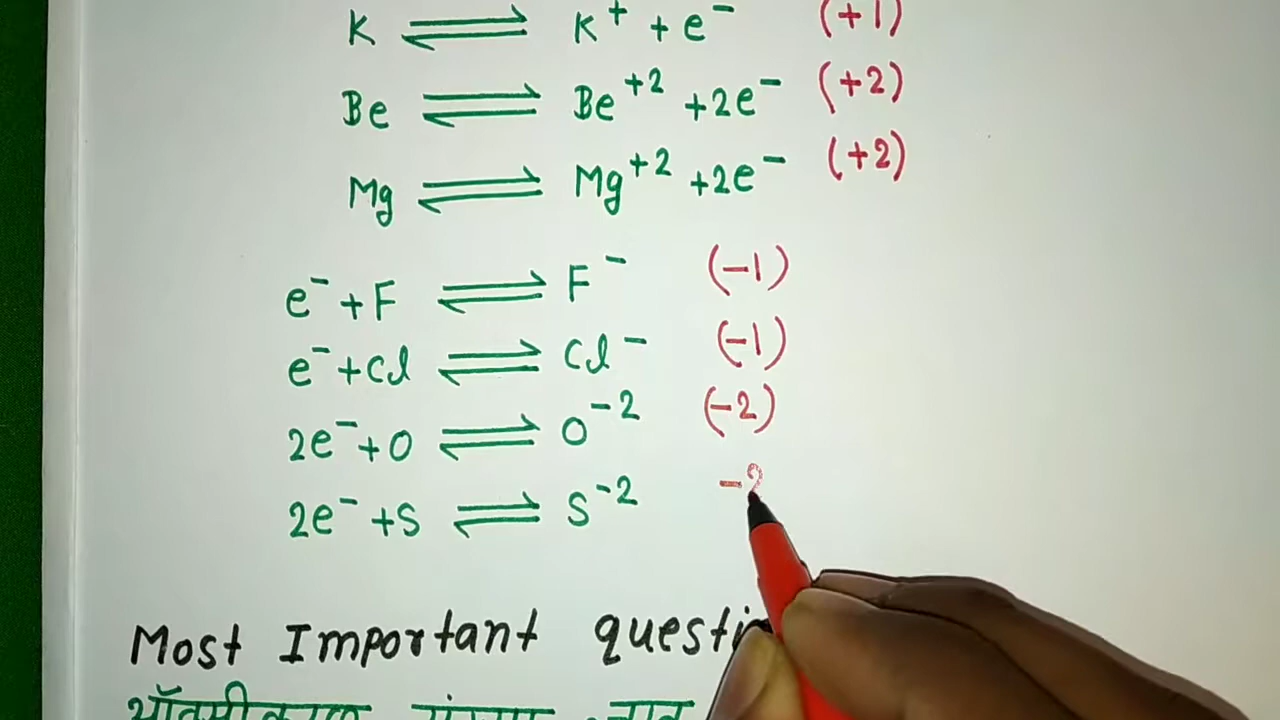 K ⇌ K⁺ + e⁻ (+1)
Be ⇌ Be⁺² + 2e⁻ (+2)
Mg ⇌ Mg⁺² + 2e⁻ (+2)
e⁻ + F ⇌ F⁻ (-1)
e⁻ + Cl ⇌ Cl⁻ (-1)
2e⁻ + O ⇌ O⁻² (-2)
2e⁻ + S ⇌ S⁻² -2
Most Important